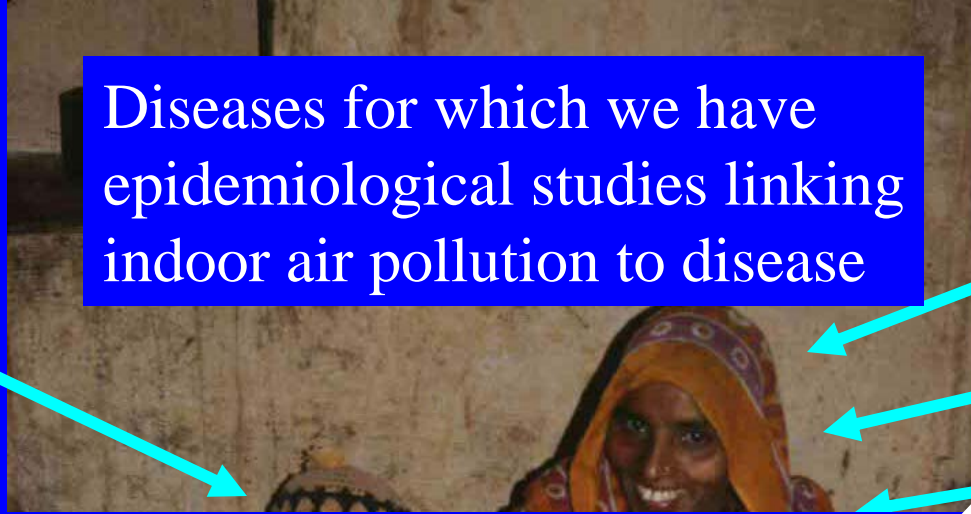 Diseases for which we have
epidemiological studies linking
indoor air pollution to disease